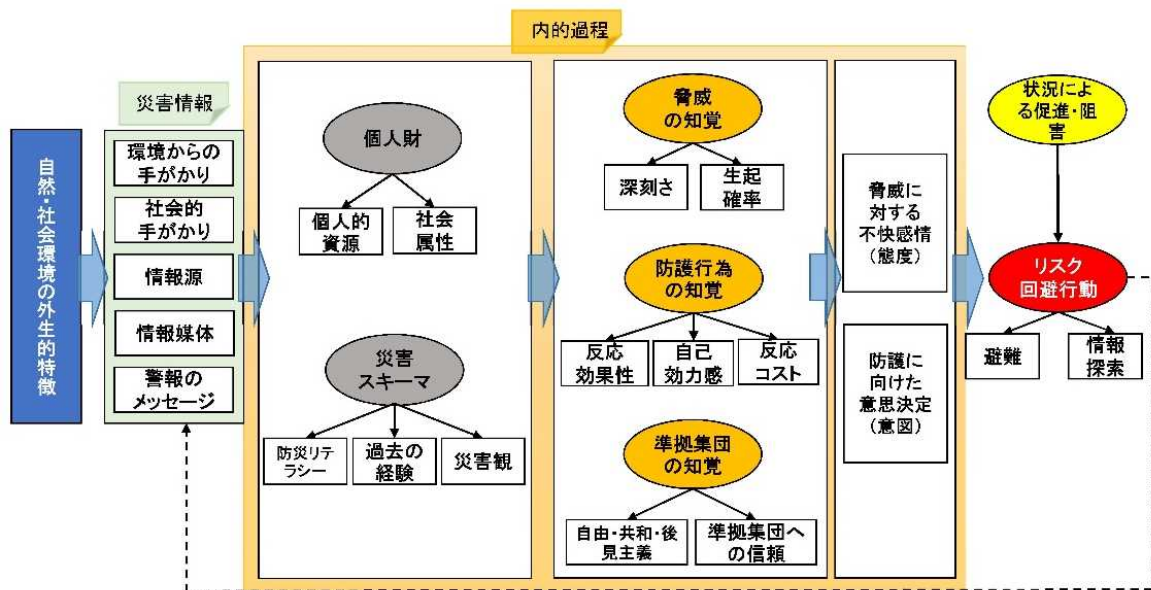 内的過程
災害情報
自然・社会環境の外生的特徴
環境からの
手がかり
社会的
手がかり
情報源
情報媒体
警報の
メッセージ
個人財
個人的
資源
社会
属性
災害
スキーマ
防災リテ
ラシー
過去の
経験
災害観
脅威
の知覚
深刻さ
生起
確率
防護行為
の知覚
反応
効果性
自己
効力感
反応
コスト
準拠集団
の知覚
自由・共和・後
見主義
準拠集団へ
の信頼
脅威に
対する
不快感情
（態度）
防護に
向けた
意思決定
（意図）
状況によ
る促進・阻
害
リスク
回避行動
避難
情報
探索